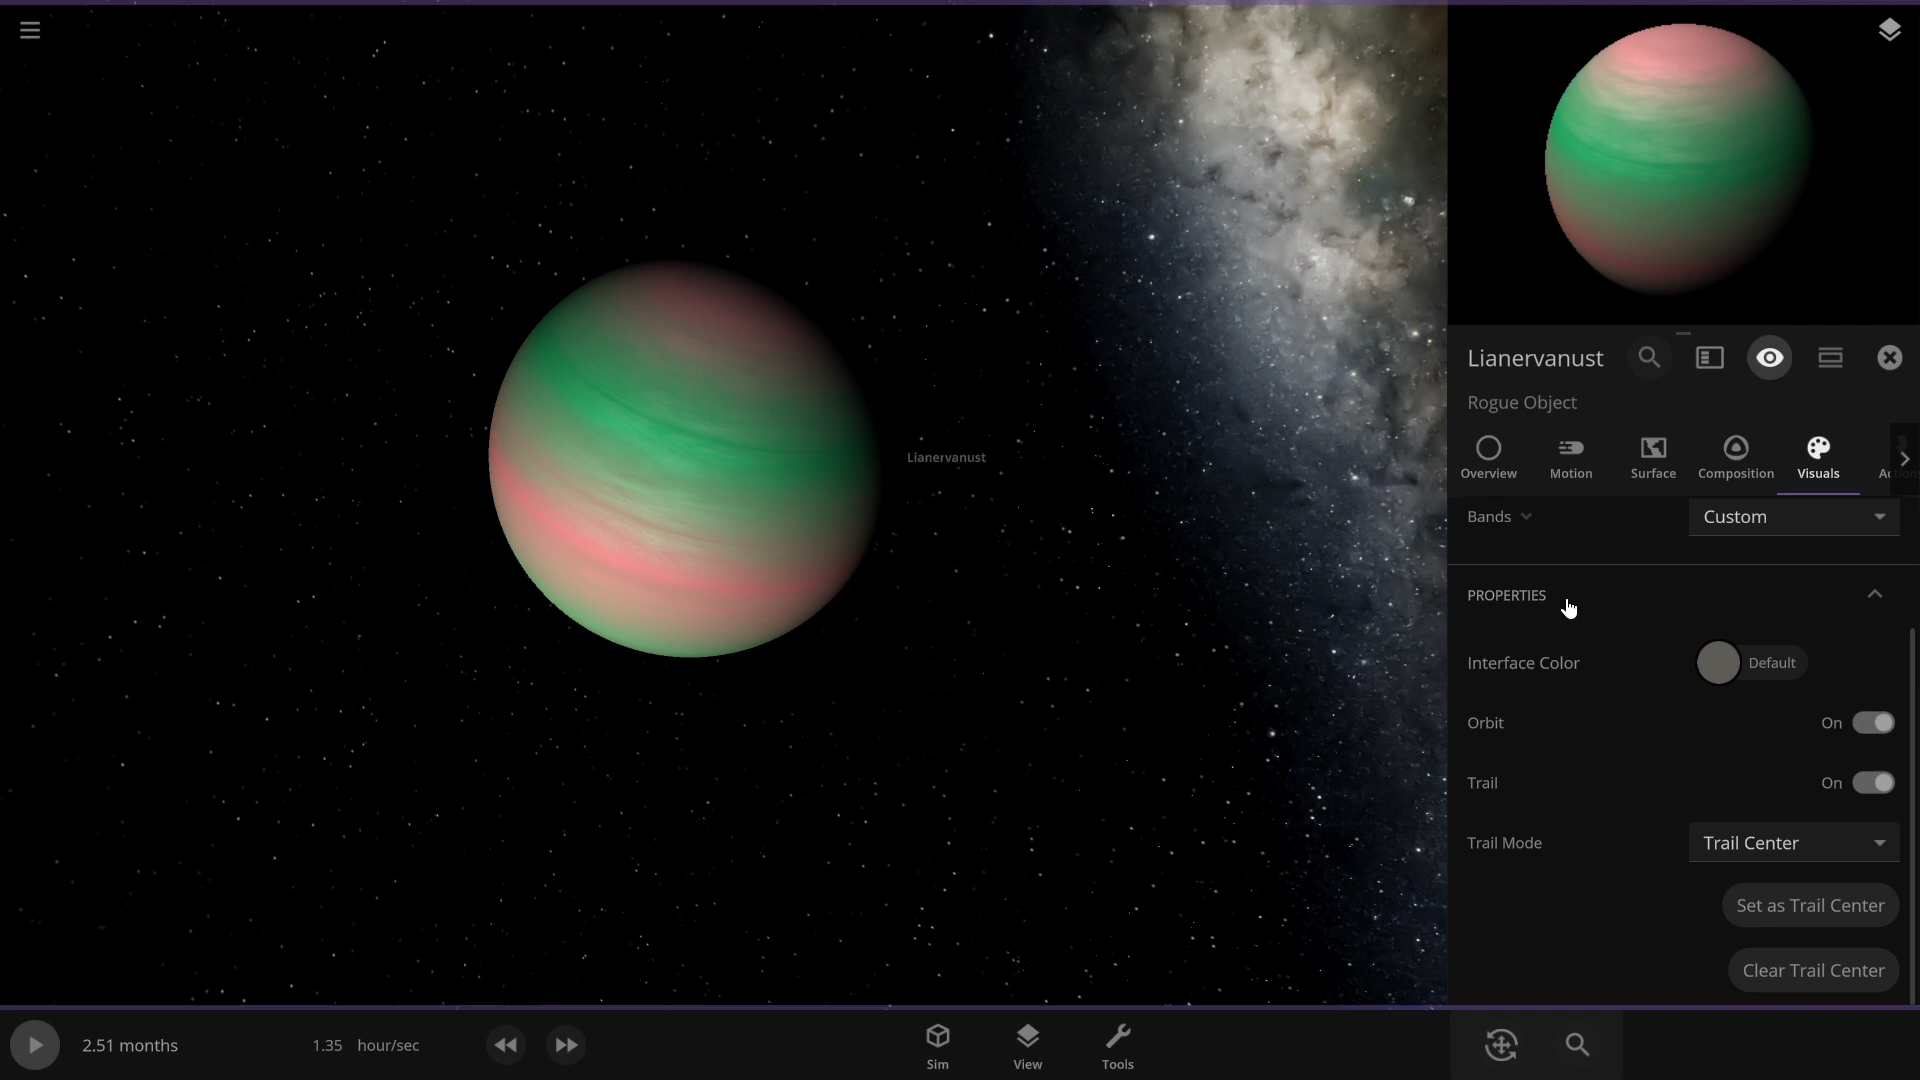 Lianervanust
Lianervanust
Rogue Object
Overview
Motion
Surface
Composition
Visuals
Bands
Custom
PROPERTIES
Interface Color
Default
Orbit
On
Trail
On
Trail Mode
Trail Center
Set as Trail Center
Clear Trail Center
2.51 months
1.35 hour/sec
Sim
View
Tools